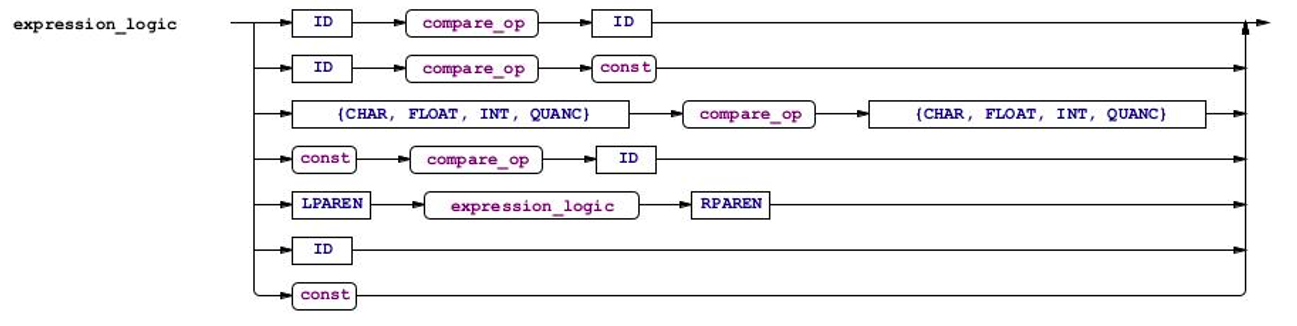 expression_logic ID compare_op ID
ID compare_op const
{CHAR, FLOAT, INT, QUANC} compare_op {CHAR, FLOAT, INT, QUANC}
const compare_op ID
LPAREN expression_logic RPAREN
ID
const